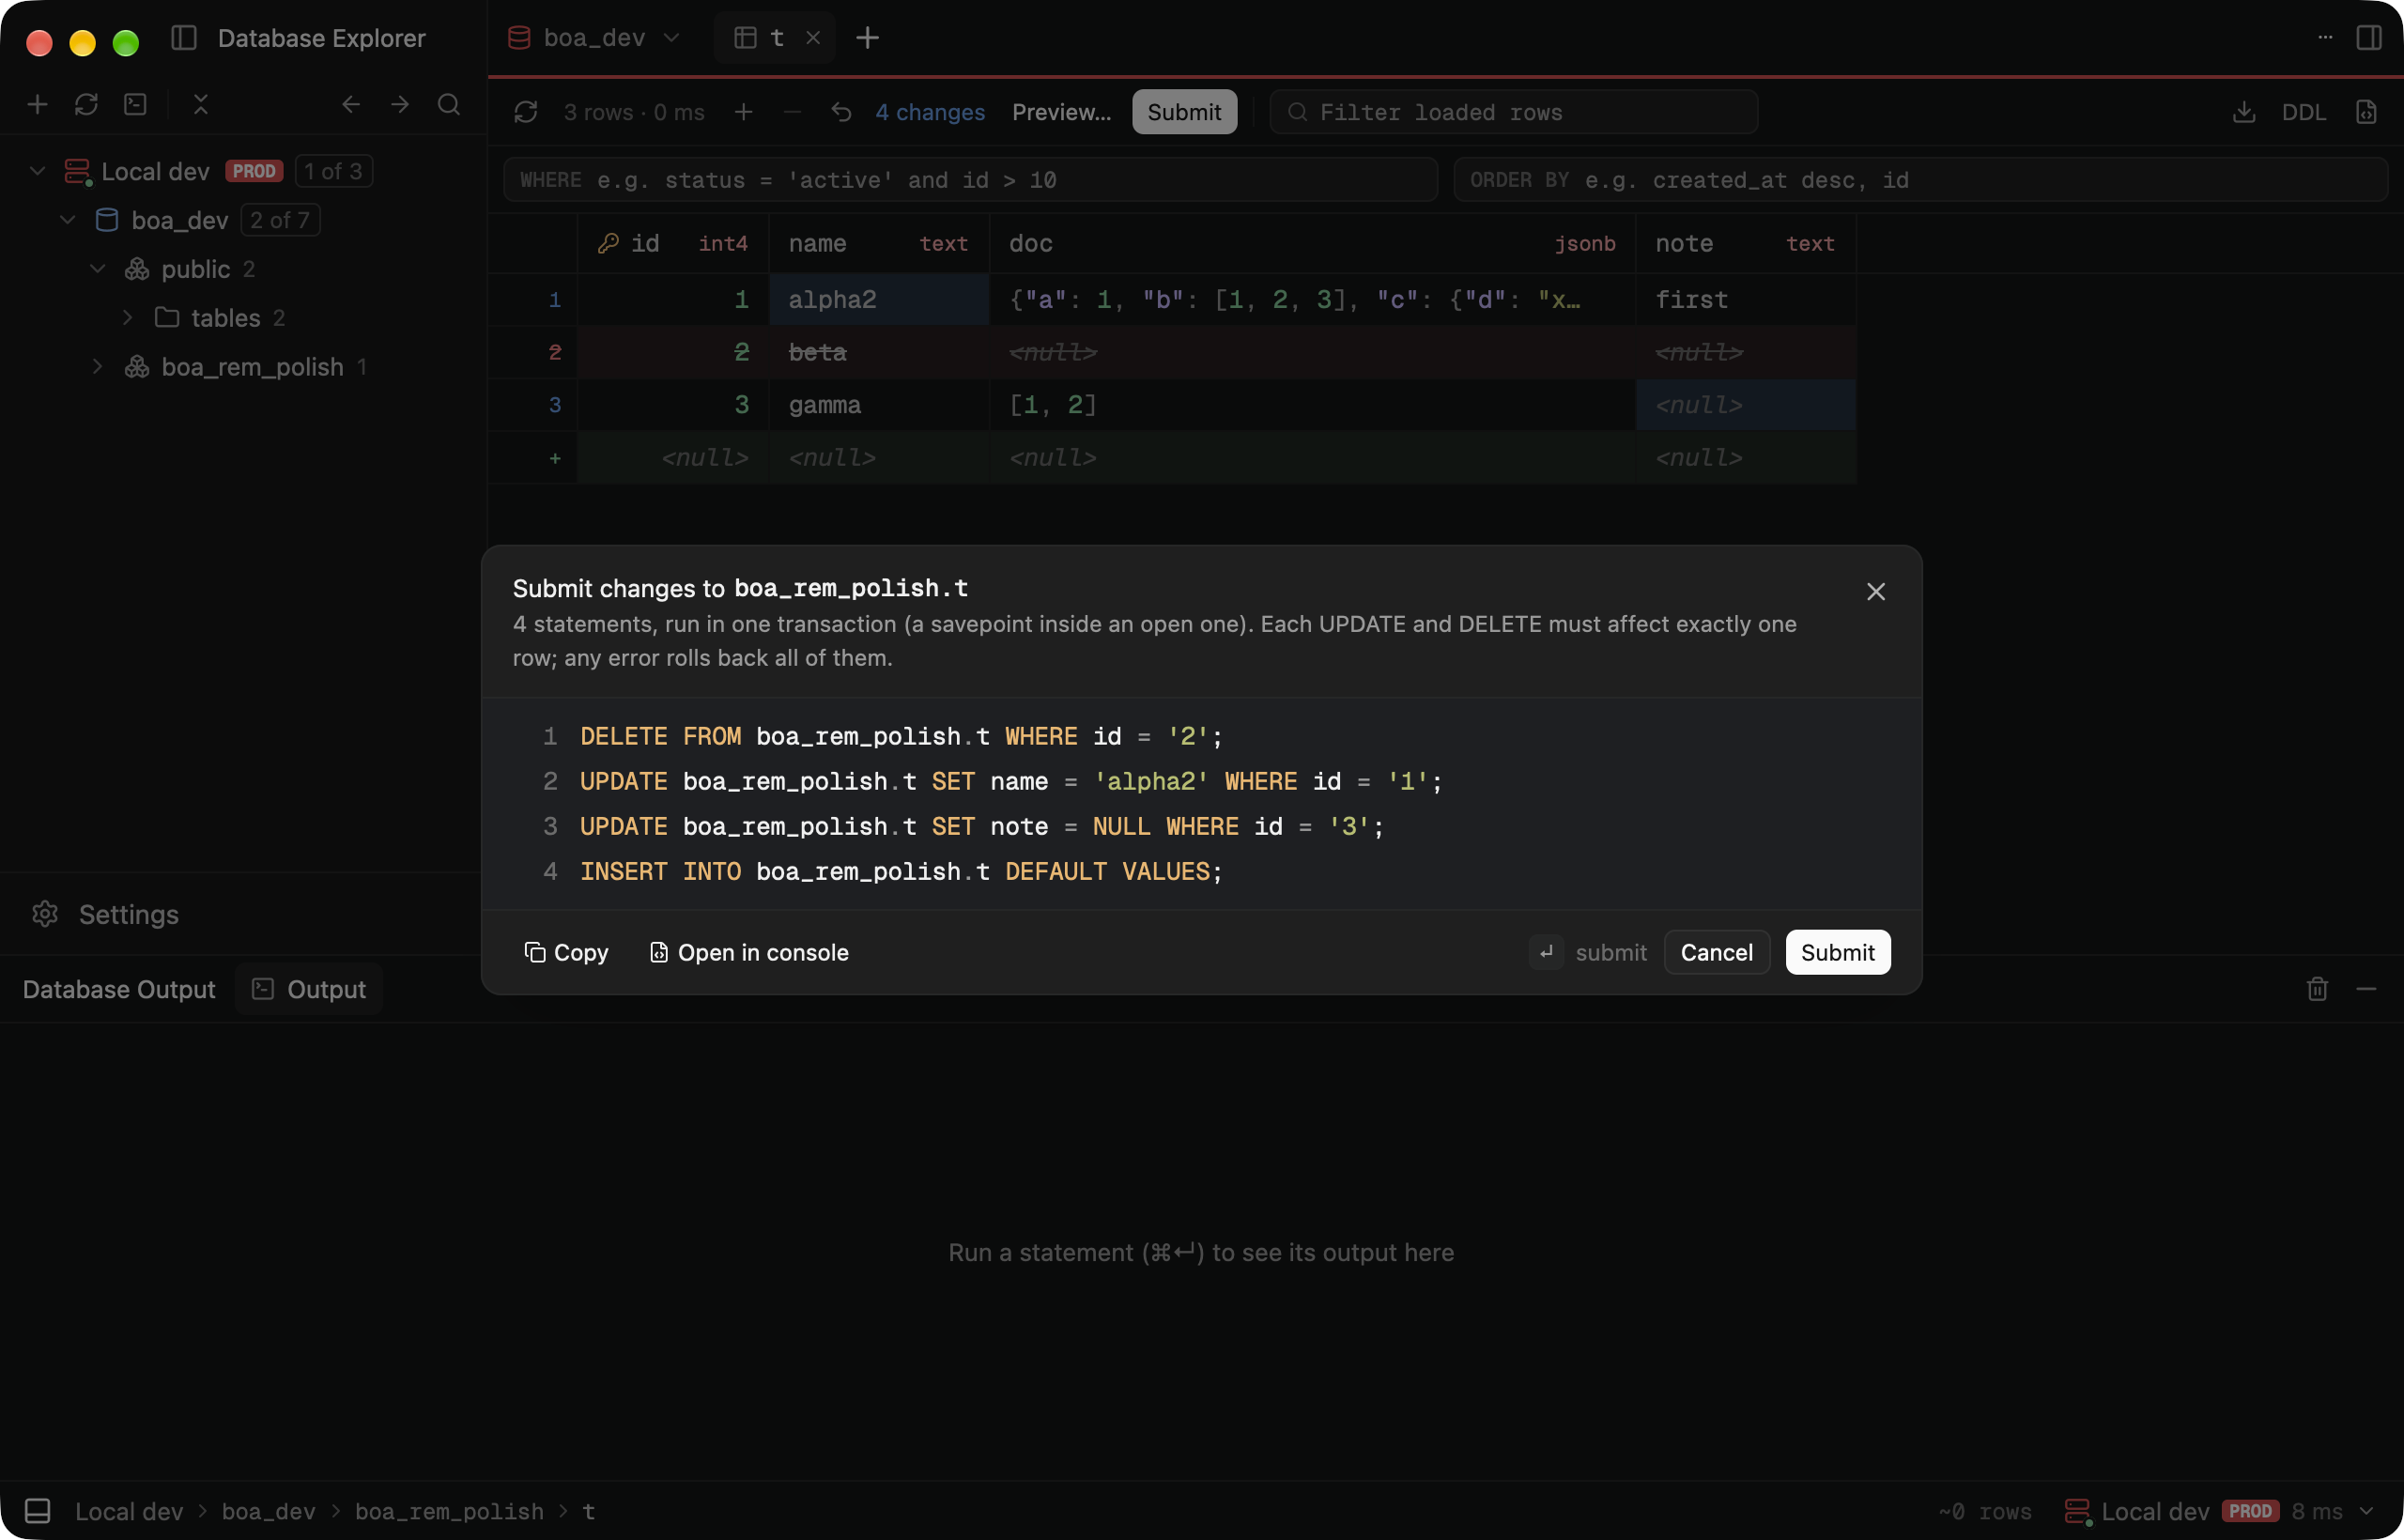 Database Explorer
boa_dev
t
3 rows · 0 ms
4 changes
Preview...
Submit
Filter loaded rows
DDL
Local dev PROD 1 of 3
boa_dev 2 of 7
public 2
tables 2
boa_rem_polish 1
Settings
WHERE e.g. status = 'active' and id > 10
ORDER BY e.g. created_at desc, id
id int4 name text doc jsonb note text
1 1 alpha2 {"a": 1, "b": [1, 2, 3], "c": {"d": "x… first
2 2 beta <null> <null>
3 3 gamma [1, 2] <null>
+ <null> <null> <null> <null>
Submit changes to boa_rem_polish.t
4 statements, run in one transaction (a savepoint inside an open one). Each UPDATE and DELETE must affect exactly one
row; any error rolls back all of them.
1 DELETE FROM boa_rem_polish.t WHERE id = '2';
2 UPDATE boa_rem_polish.t SET name = 'alpha2' WHERE id = '1';
3 UPDATE boa_rem_polish.t SET note = NULL WHERE id = '3';
4 INSERT INTO boa_rem_polish.t DEFAULT VALUES;
Copy
Open in console
↵ submit
Cancel
Submit
Database Output
Output
Run a statement (⌘↵) to see its output here
Local dev > boa_dev > boa_rem_polish > t
~0 rows
Local dev PROD 8 ms